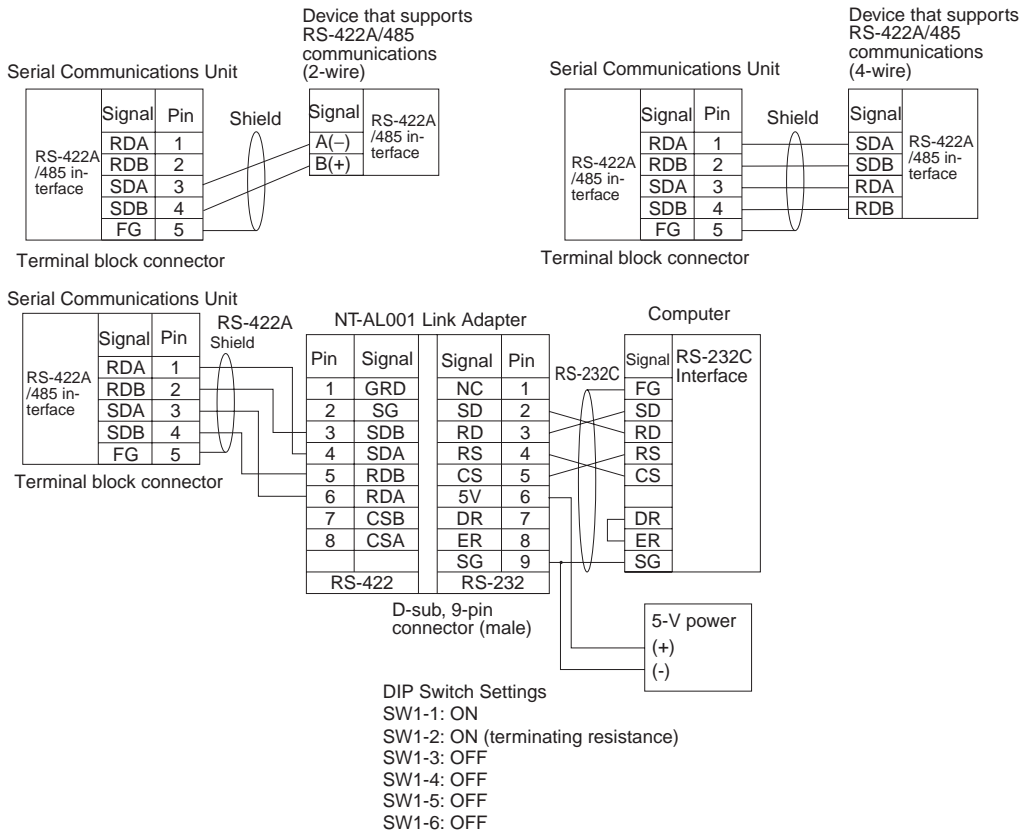 Device that supports
RS-422A/485
communications
(2-wire)
Serial Communications Unit
Signal Pin
Shield
Signal
RS-422A
/485 in-
terface
RDA 1
RDB 2
SDA 3
SDB 4
FG 5
A(–)
B(+)
RS-422A
/485 in-
terface
Terminal block connector
Device that supports
RS-422A/485
communications
(4-wire)
Serial Communications Unit
Signal Pin
Shield
Signal
RS-422A
/485 in-
terface
RDA 1
RDB 2
SDA 3
SDB 4
FG 5
SDA
SDB
RDA
RDB
RS-422A
/485 in-
terface
Terminal block connector
Serial Communications Unit
Signal Pin
RS-422A
/485 in-
terface
RDA 1
RDB 2
SDA 3
SDB 4
FG 5
Terminal block connector
RS-422A
Shield
NT-AL001 Link Adapter
Pin Signal
1 GRD
2 SG
3 SDB
4 SDA
5 RDB
6 RDA
7 CSB
8 CSA
RS-422
Signal Pin
NC 1
SD 2
RD 3
RS 4
CS 5
5V 6
DR 7
ER 8
SG 9
RS-232
D-sub, 9-pin
connector (male)
RS-232C
Computer
Signal
RS-232C
Interface
FG
SD
RD
RS
CS
DR
ER
SG
5-V power
(+)
(-)
DIP Switch Settings
SW1-1: ON
SW1-2: ON (terminating resistance)
SW1-3: OFF
SW1-4: OFF
SW1-5: OFF
SW1-6: OFF